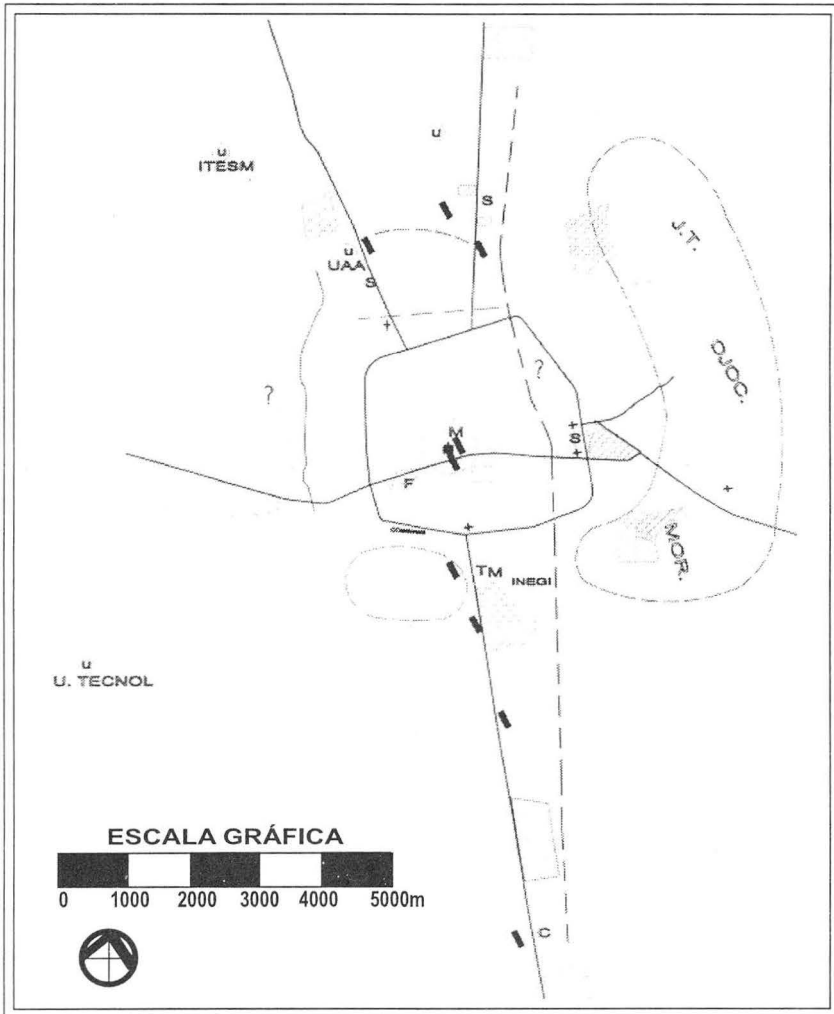 u
u
ITESM
S
J.T.
u
UAA
S
OJOC.
?
?
M
S
F
MOR.
TM
INEGI
u
U. TECNOL
ESCALA GRÁFICA
0 1000 2000 3000 4000 5000m
C